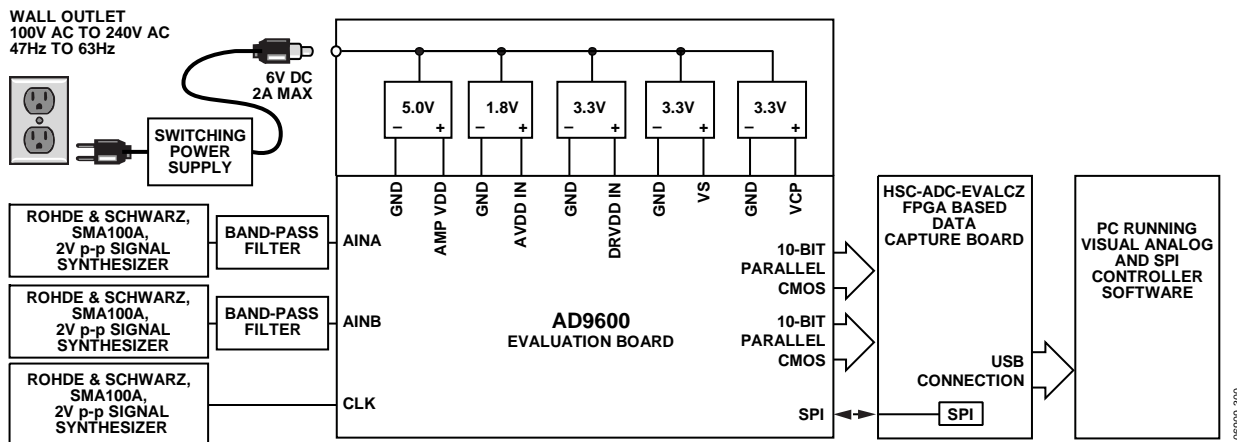 WALL OUTLET
100V AC TO 240V AC
47Hz TO 63Hz
6V DC
2A MAX
SWITCHING
POWER
SUPPLY
5.0V
– +
1.8V
– +
3.3V
– +
3.3V
– +
3.3V
– +
GND
AMP VDD
GND
AVDD IN
GND
DRVDD IN
GND
VS
GND
VCP
ROHDE & SCHWARZ,
SMA100A,
2V p-p SIGNAL
SYNTHESIZER
BAND-PASS
FILTER
AINA
ROHDE & SCHWARZ,
SMA100A,
2V p-p SIGNAL
SYNTHESIZER
BAND-PASS
FILTER
AINB
ROHDE & SCHWARZ,
SMA100A,
2V p-p SIGNAL
SYNTHESIZER
CLK
AD9600
EVALUATION BOARD
10-BIT
PARALLEL
CMOS
10-BIT
PARALLEL
CMOS
SPI
HSC-ADC-EVALCZ
FPGA BASED
DATA
CAPTURE BOARD
USB
CONNECTION
SPI
PC RUNNING
VISUAL ANALOG
AND SPI
CONTROLLER
SOFTWARE